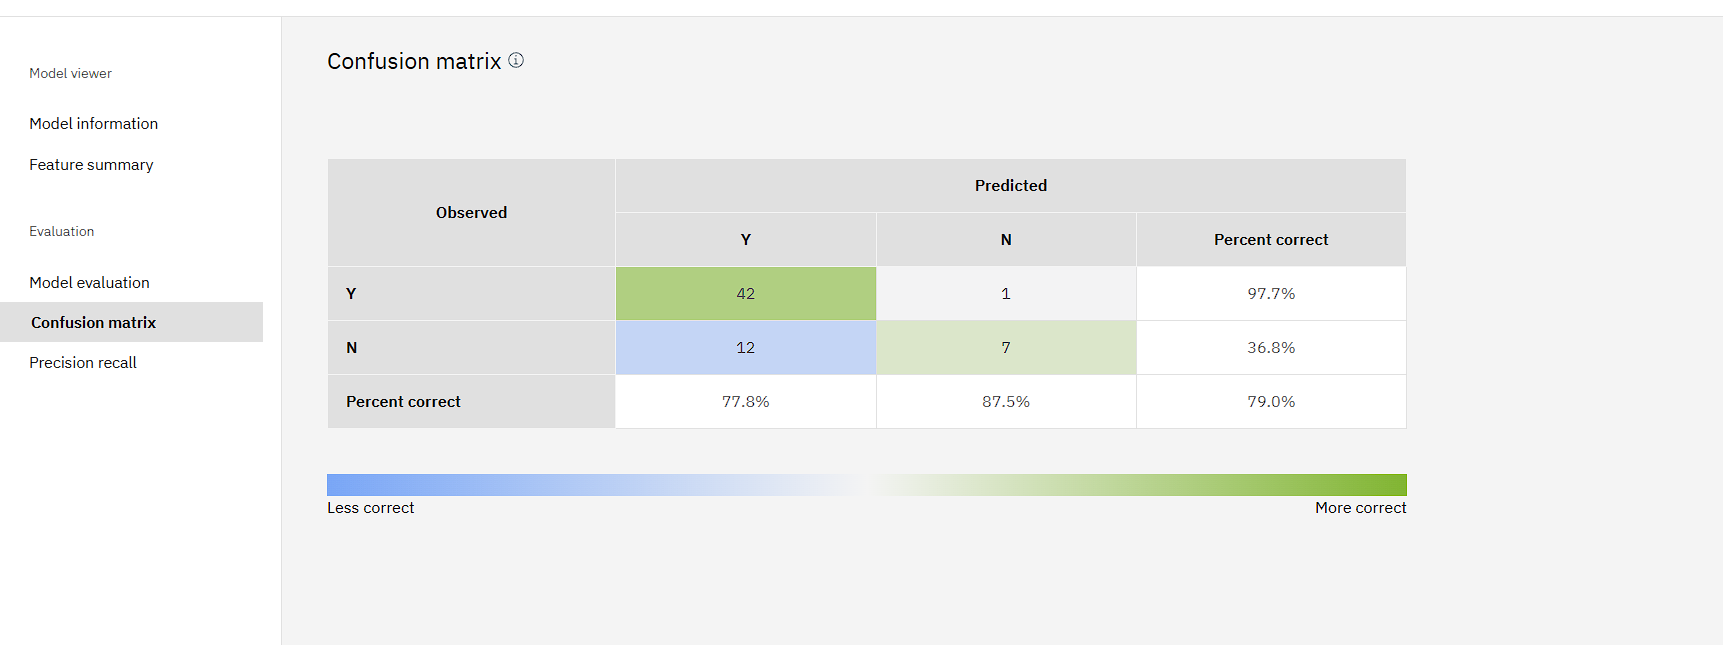 Model viewer
Model information
Feature summary
Evaluation
Model evaluation
Confusion matrix
Precision recall
Confusion matrix
Observed
Predicted
Y N Percent correct
Y 42 1 97.7%
N 12 7 36.8%
Percent correct 77.8% 87.5% 79.0%
Less correct More correct